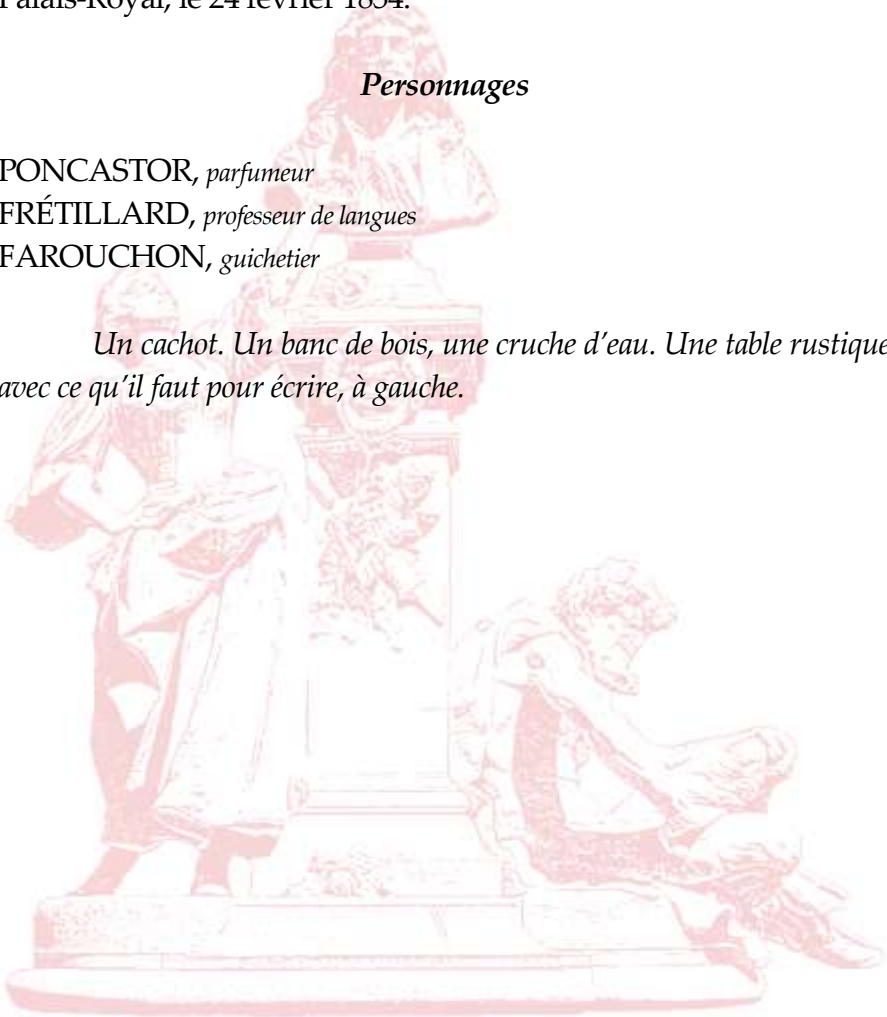 Palais-Royal, le 24 février 1854.
Personnages
PONCASTOR, parfumeur
FRÉTILLARD, professeur de langues
FAROUCHON, guichetier
Un cachot. Un banc de bois, une cruche d'eau. Une table rustique
avec ce qu'il faut pour écrire, à gauche.